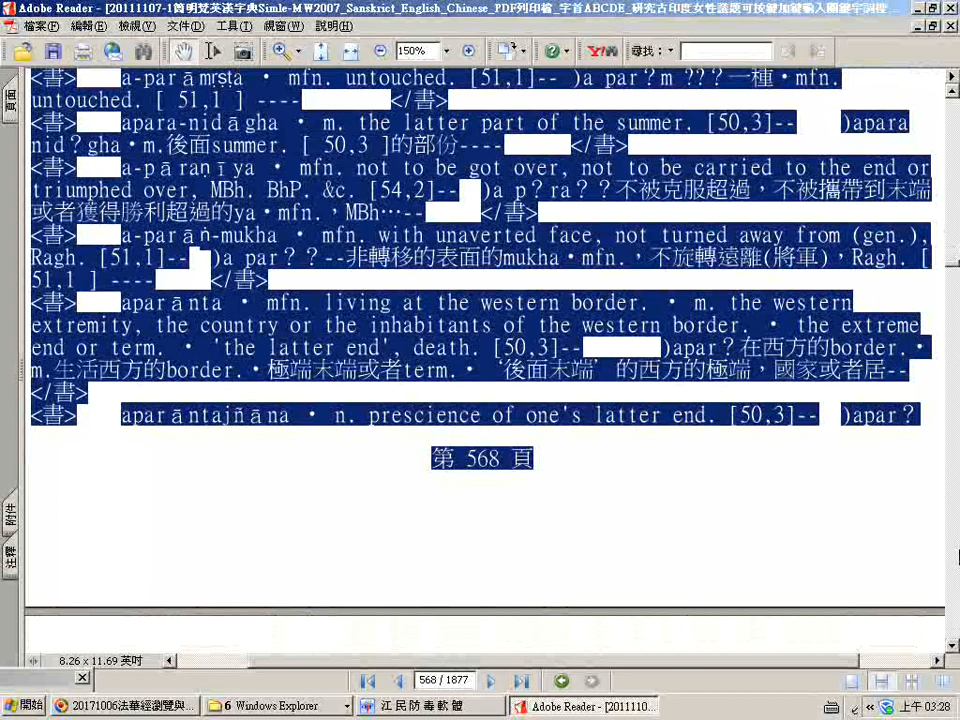 Adobe Reader - [20111107-1簡明梵英漢字典Simle-MW2007_Sanskrict_English_Chinese_PDF列印檔_字首ABCDE_研究古印度女性議題可按鍵鍵輸入關鍵字詞搜
檔案(F) 編輯(E) 檢視(V) 文件(D) 工具(T) 視窗(W) 說明(H)
150% 尋找：
頁面
<書> a-parāmṛsta • mfn. untouched. [51,1]-- )a par?m ???一種•mfn.
untouched. [ 51,1 ] ---- </書>
<書> apara-nidāgha • m. the latter part of the summer. [50,3]-- )apara
nid?gha•m.後面summer. [ 50,3 ]的部份---- </書>
<書> a-pāraṇīya • mfn. not to be got over, not to be carried to the end or
triumphed over, MBh. BhP. &c. [54,2]-- )a p?ra??不被克服超過，不被攜帶到末端
或者獲得勝利超過的ya•mfn.，MBh…-- </書>
<書> a-parāṅ-mukha • mfn. with unaverted face, not turned away from (gen.),
Ragh. [51,1]-- )a par??--非轉移的表面的mukha•mfn.，不旋轉遠離(將軍)，Ragh. [
51,1 ] ---- </書>
<書> aparānta • mfn. living at the western border. • m. the western
extremity, the country or the inhabitants of the western border. • the extreme
end or term. • 'the latter end', death. [50,3]-- )apar?在西方的border.•
m.生活西方的border.•極端末端或者term.•‘後面末端’的西方的極端，國家或者居--
</書>
<書> aparāntajñāna • n. prescience of one's latter end. [50,3]-- )apar?
第 568 頁
附件
注釋
8.26 x 11.69 英吋
568 / 1877
開始 20171006法華經瀏覽與... 6 Windows Explorer 江民防毒軟體 Adobe Reader - [2011110... 上午 03:28